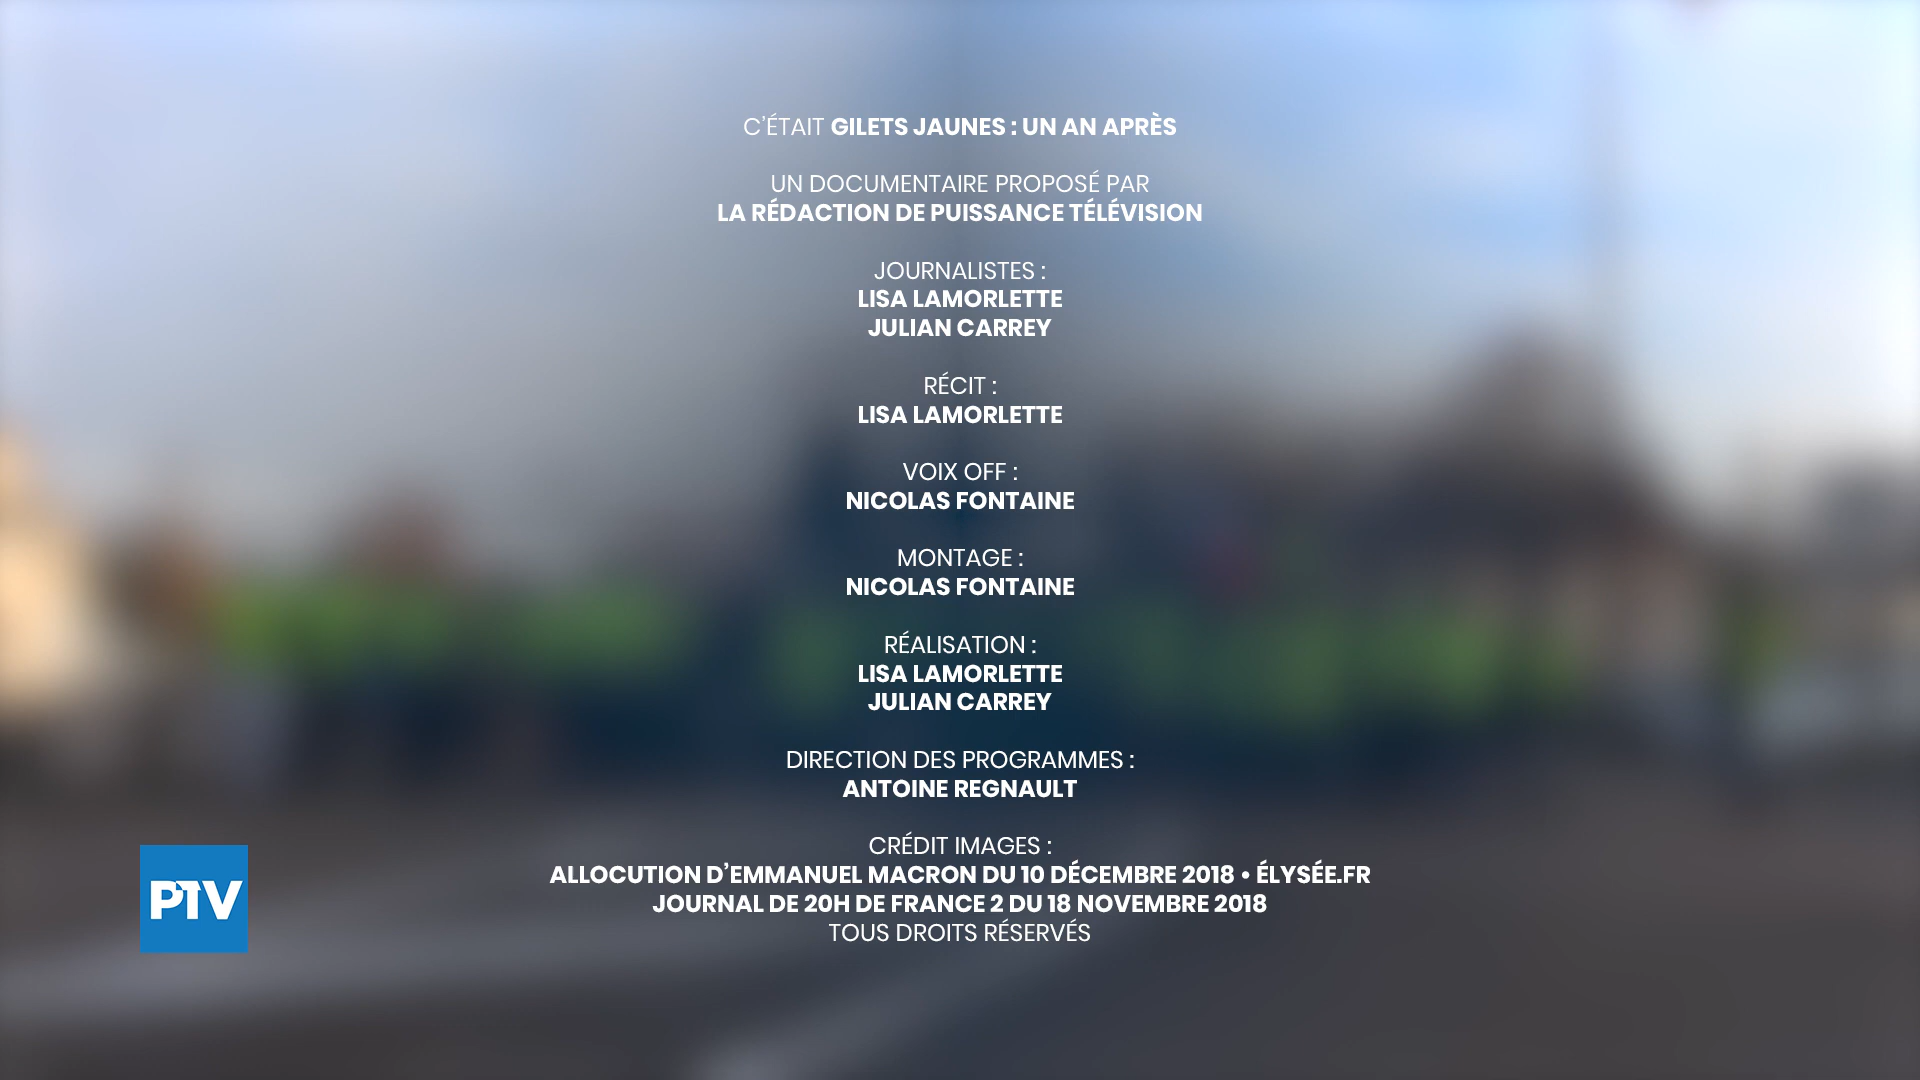 C’ÉTAIT GILETS JAUNES : UN AN APRÈS
UN DOCUMENTAIRE PROPOSÉ PAR
LA RÉDACTION DE PUISSANCE TÉLÉVISION
JOURNALISTES :
LISA LAMORLETTE
JULIAN CARREY
RÉCIT :
LISA LAMORLETTE
VOIX OFF :
NICOLAS FONTAINE
MONTAGE :
NICOLAS FONTAINE
RÉALISATION :
LISA LAMORLETTE
JULIAN CARREY
DIRECTION DES PROGRAMMES :
ANTOINE REGNAULT
CRÉDIT IMAGES :
ALLOCUTION D’EMMANUEL MACRON DU 10 DÉCEMBRE 2018 • ÉLYSÉE.FR
JOURNAL DE 20H DE FRANCE 2 DU 18 NOVEMBRE 2018
TOUS DROITS RÉSERVÉS
PTV